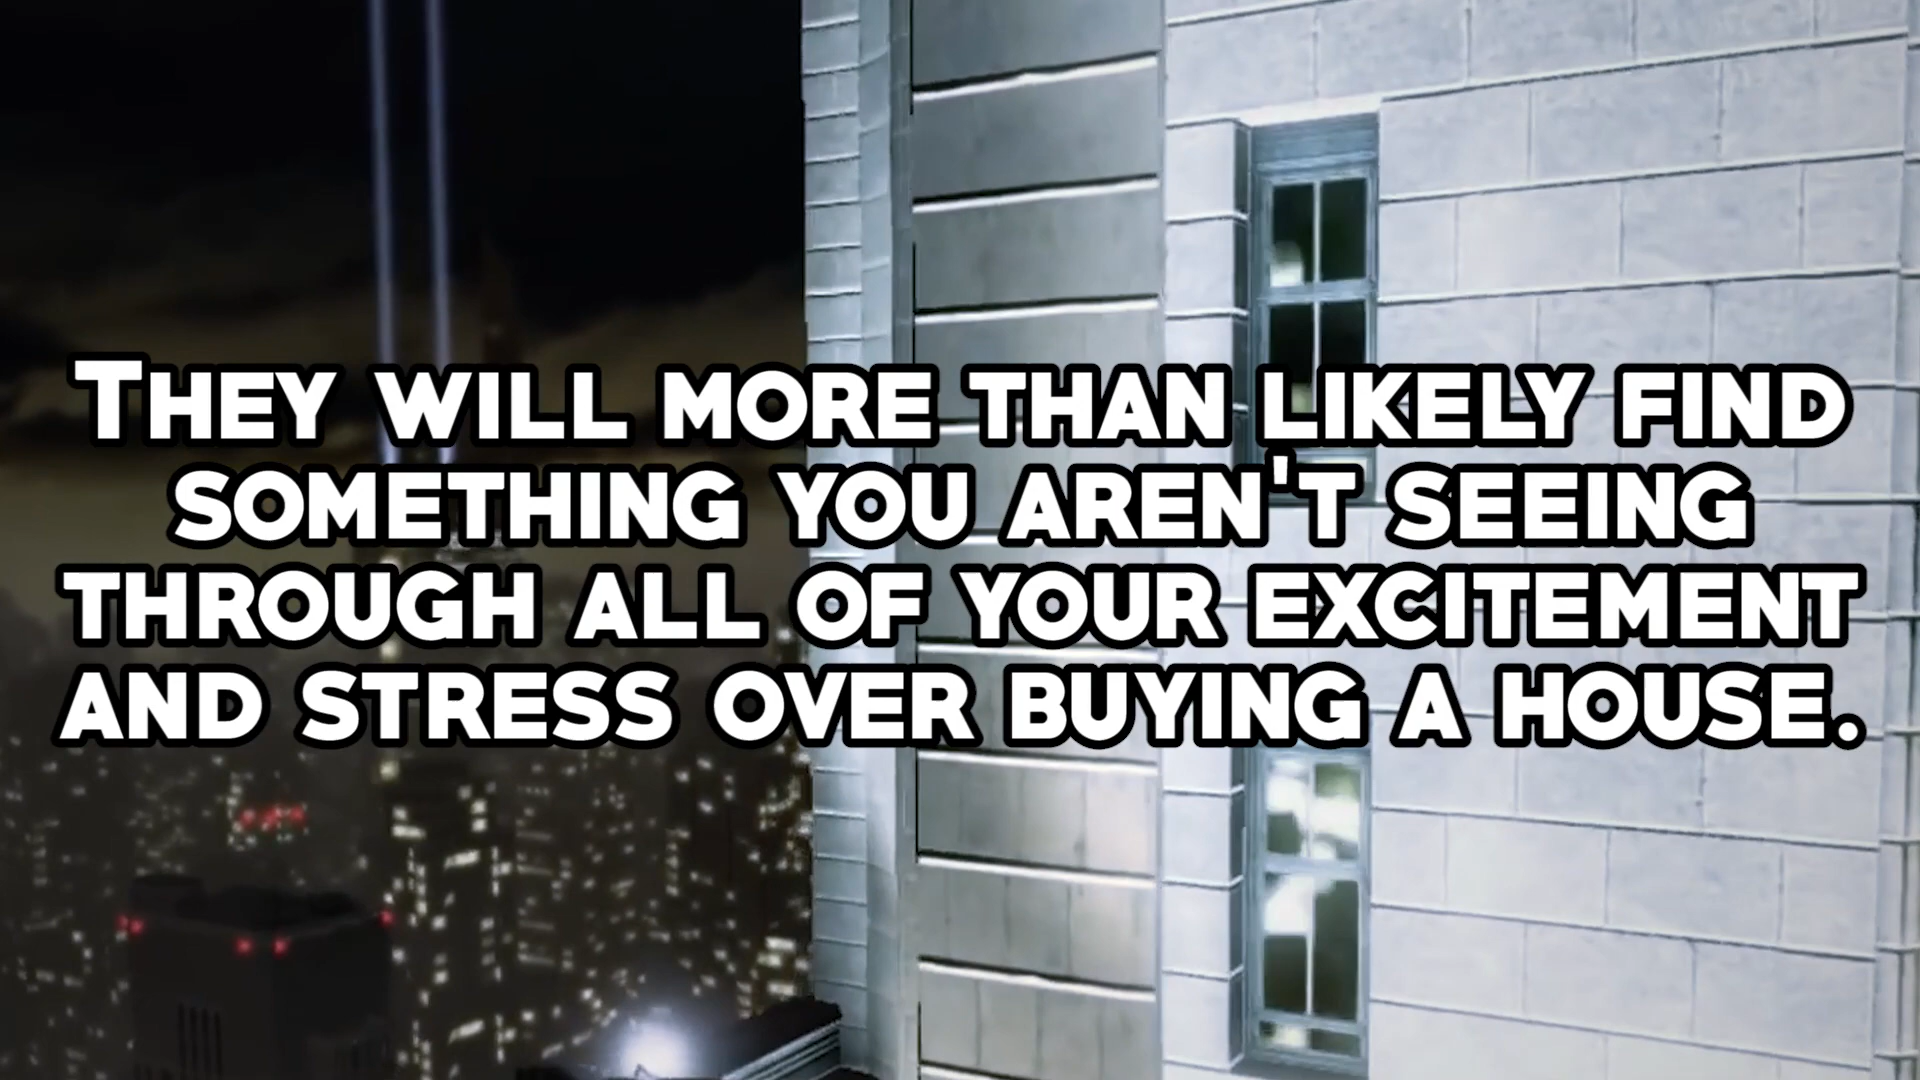 They will more than likely find
something you aren't seeing
through all of your excitement
and stress over buying a house.